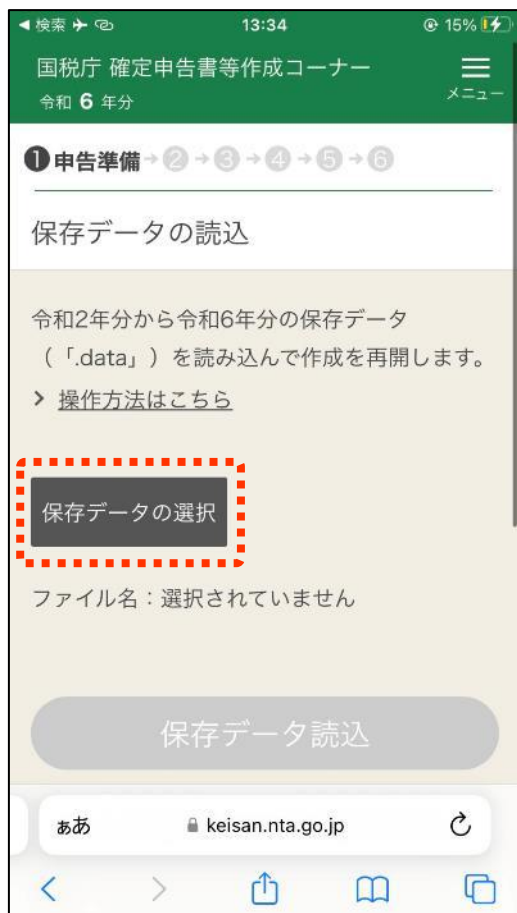 ◀検索
13:34
15%
国税庁 確定申告書等作成コーナー
令和 6 年分
メニュー
❶申告準備→②→③→④→⑤→⑥
保存データの読込
令和2年分から令和6年分の保存データ
（「.data」）を読み込んで作成を再開します。
> 操作方法はこちら
保存データの選択
ファイル名：選択されていません
保存データ読込
ぁあ
keisan.nta.go.jp